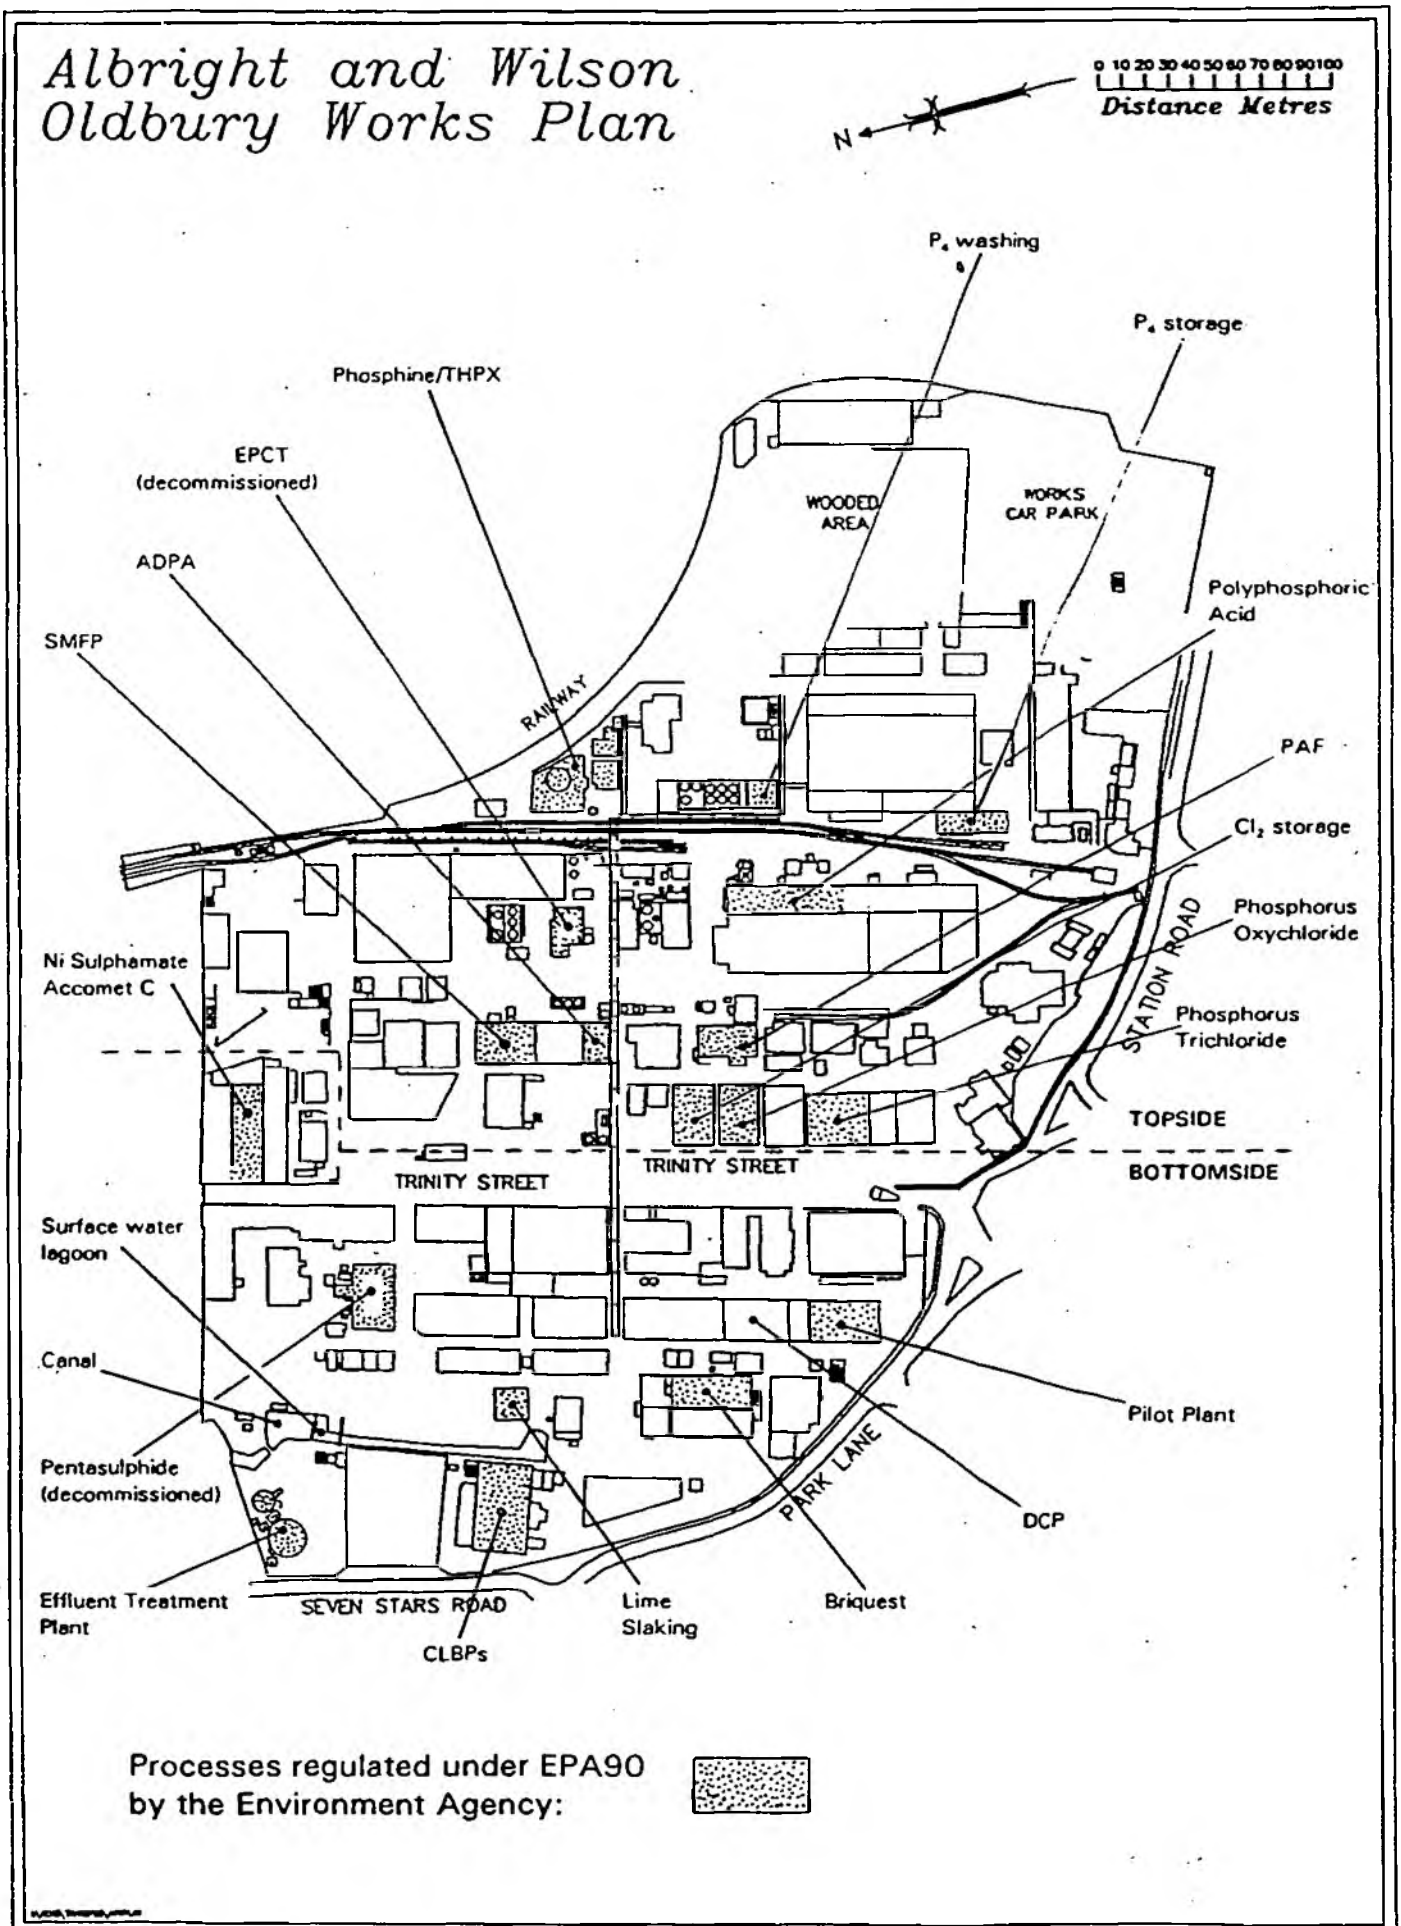 Albright and Wilson
Oldbury Works Plan
0 10 20 30 40 50 60 70 80 90 100
Distance Metres
N
P₄ washing
P₄ storage
Phosphine/THPX
EPCT
(decommissioned)
WOODED
AREA
WORKS
CAR PARK
ADPA
Polyphosphoric
Acid
SMFP
RAILWAY
PAF
Cl₂ storage
Phosphorus
Oxychloride
Ni Sulphamate
Accomet C
STATION ROAD
Phosphorus
Trichloride
TOPSIDE
TRINITY STREET
TRINITY STREET
BOTTOMSIDE
Surface water
lagoon
Canal
Pilot Plant
PARK LANE
Pentasulphide
(decommissioned)
DCP
Effluent Treatment
Plant
SEVEN STARS ROAD
Lime
Slaking
Briquest
CLBPs
Processes regulated under EPA90
by the Environment Agency: